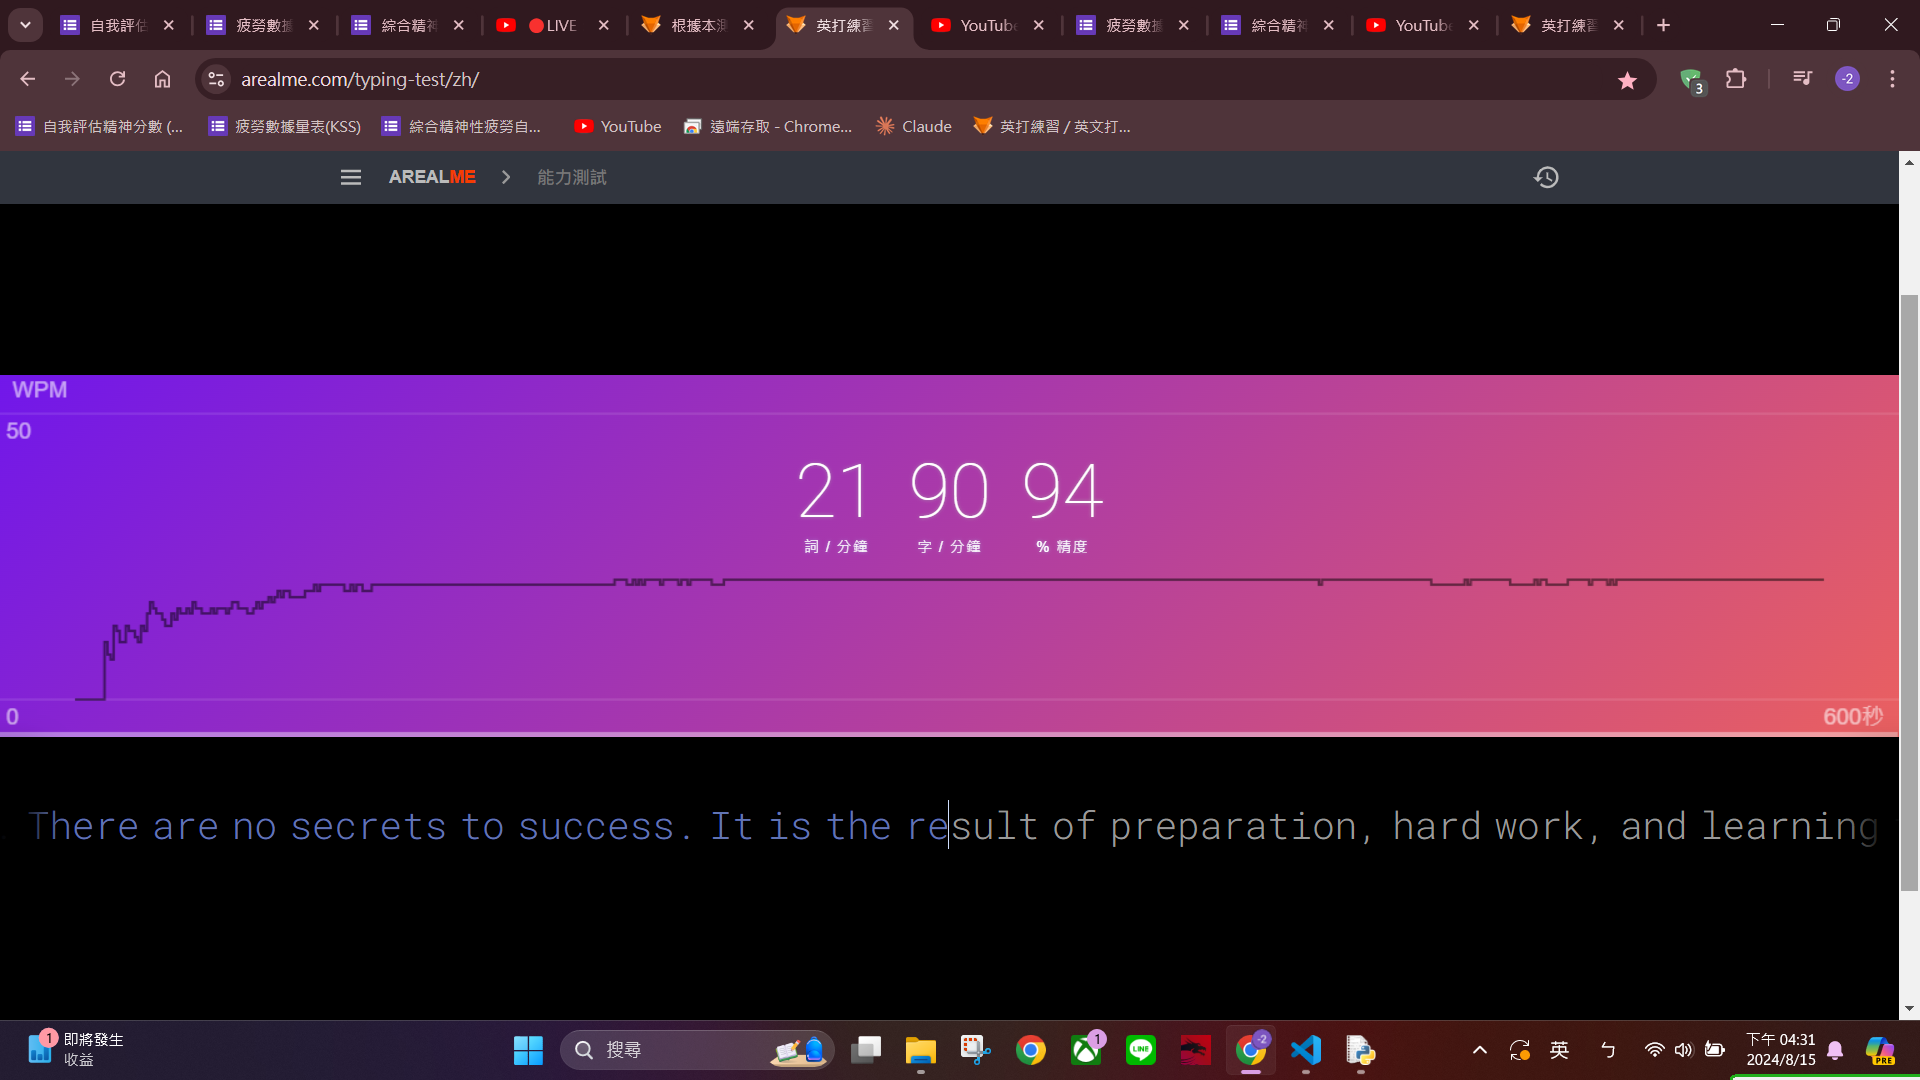 自我評估
疲勞數據
綜合精神
LIVE
根據本測
英打練習
YouTube
疲勞數據
綜合精神
YouTube
英打練習
arealme.com/typing-test/zh/
3
-2
自我評估精神分數 (...
疲勞數據量表(KSS)
綜合精神性疲勞自...
YouTube
遠端存取 - Chrome...
Claude
英打練習 / 英文打...
AREALME
能力測試
WPM
50
21 90 94
詞 / 分鐘 字 / 分鐘 % 精度
0
600秒
There are no secrets to success. It is the result of preparation, hard work, and learning
1
即將發生
收益
搜尋
1
LINE
-2
英
ㄅ
下午 04:31
2024/8/15
PRE